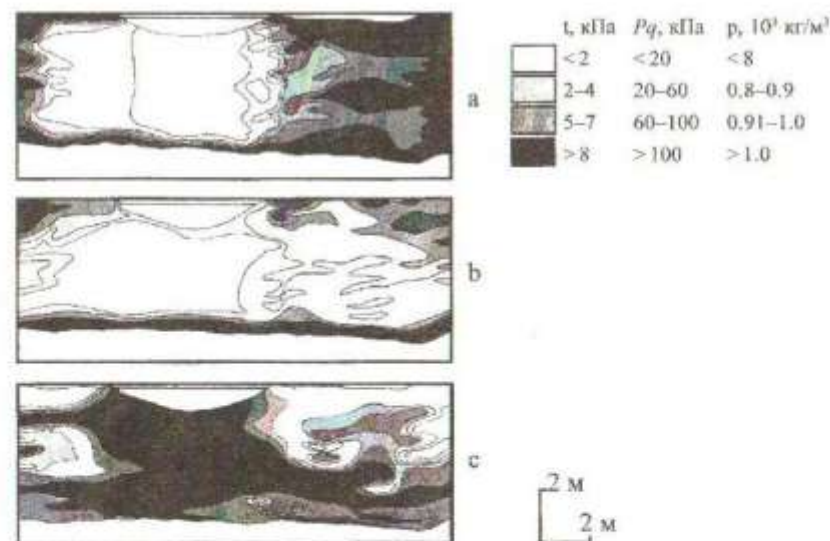 t, кПа Pq, кПа p, 10³ кг/м³
<2 <20 <8
2–4 20–60 0.8–0.9
5–7 60–100 0.91–1.0
>8 >100 >1.0
a
b
c
2 м
2 м